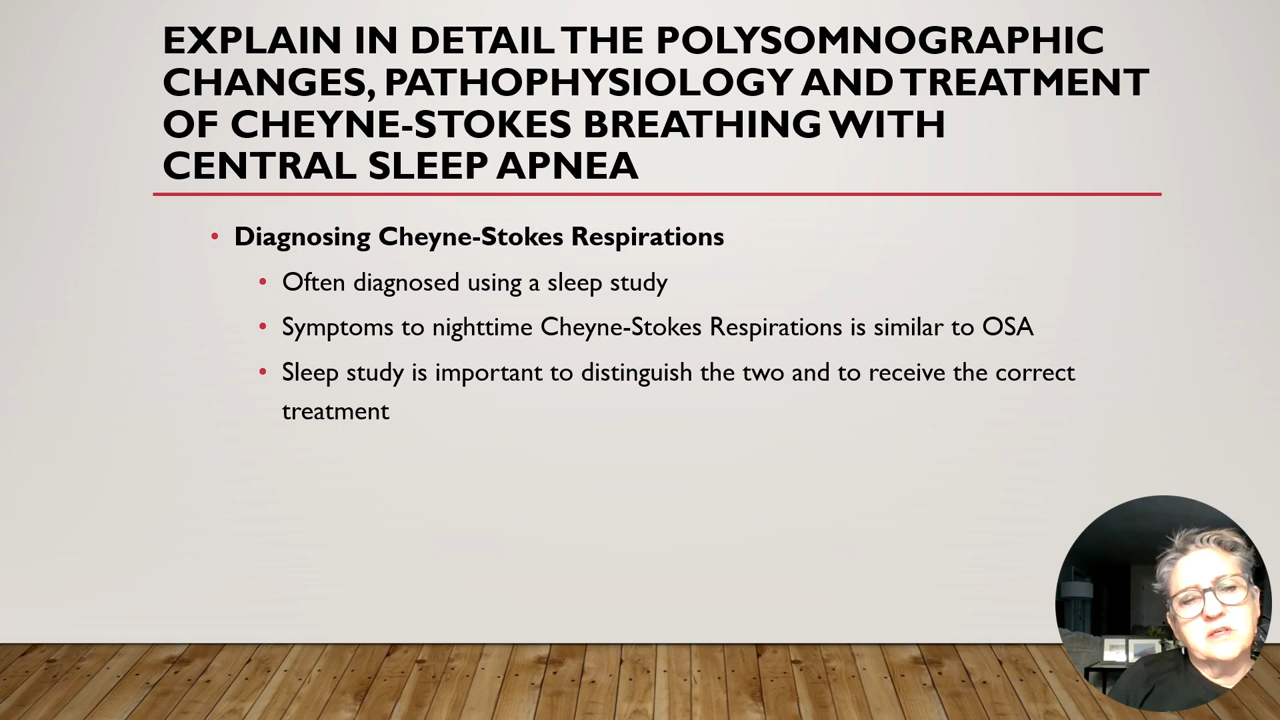 EXPLAIN IN DETAIL THE POLYSOMNOGRAPHIC
CHANGES, PATHOPHYSIOLOGY AND TREATMENT
OF CHEYNE-STOKES BREATHING WITH
CENTRAL SLEEP APNEA
• Diagnosing Cheyne-Stokes Respirations
• Often diagnosed using a sleep study
• Symptoms to nighttime Cheyne-Stokes Respirations is similar to OSA
• Sleep study is important to distinguish the two and to receive the correct
treatment